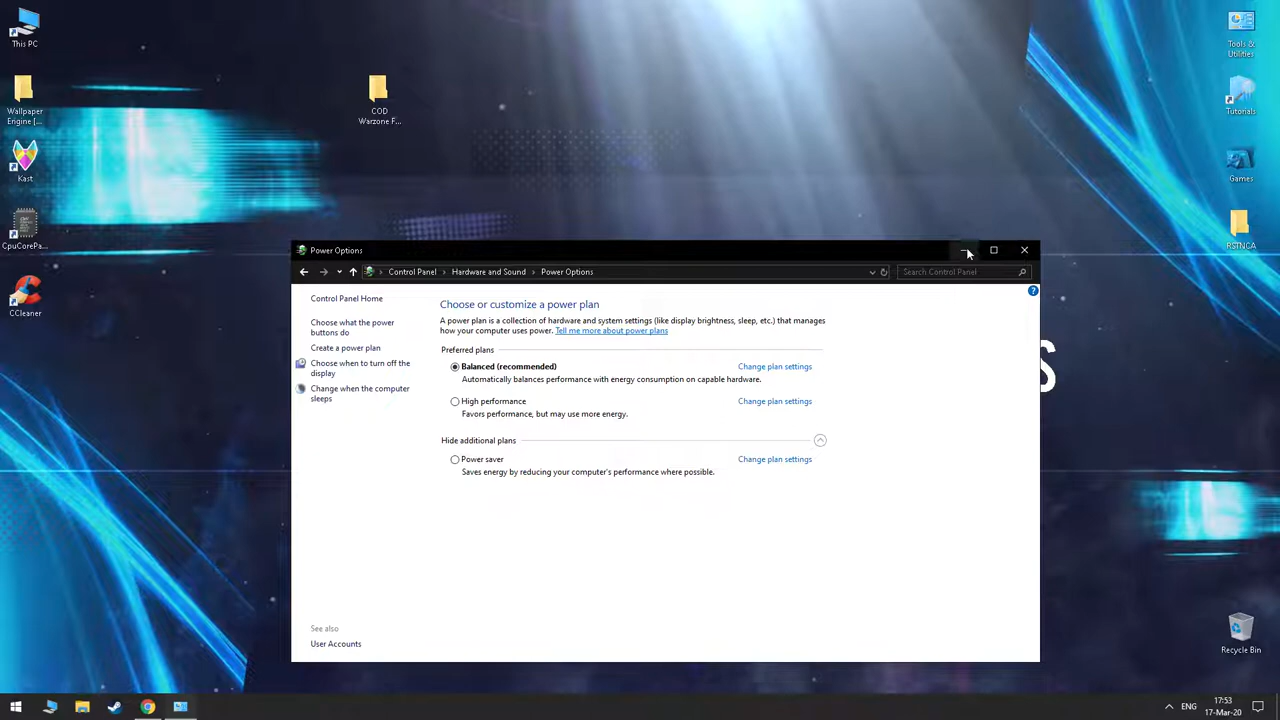 This PC
Wallpaper
Engine [...
Kast
CpuCorePa...
CCleaner
COD
Warzone F...
Tools &
Utilities
Tutorials
Games
RSTNCA
Recycle Bin
Power Options
Control Panel
Hardware and Sound
Power Options
Search Control Panel
Control Panel Home
Choose what the power
buttons do
Create a power plan
Choose when to turn off the
display
Change when the computer
sleeps
See also
User Accounts
Choose or customize a power plan
A power plan is a collection of hardware and system settings (like display brightness, sleep, etc.) that manages
how your computer uses power. Tell me more about power plans
Preferred plans
Balanced (recommended) Change plan settings
Automatically balances performance with energy consumption on capable hardware.
High performance Change plan settings
Favors performance, but may use more energy.
Hide additional plans
Power saver Change plan settings
Saves energy by reducing your computer's performance where possible.
S
ENG
17:53
17-Mar-20